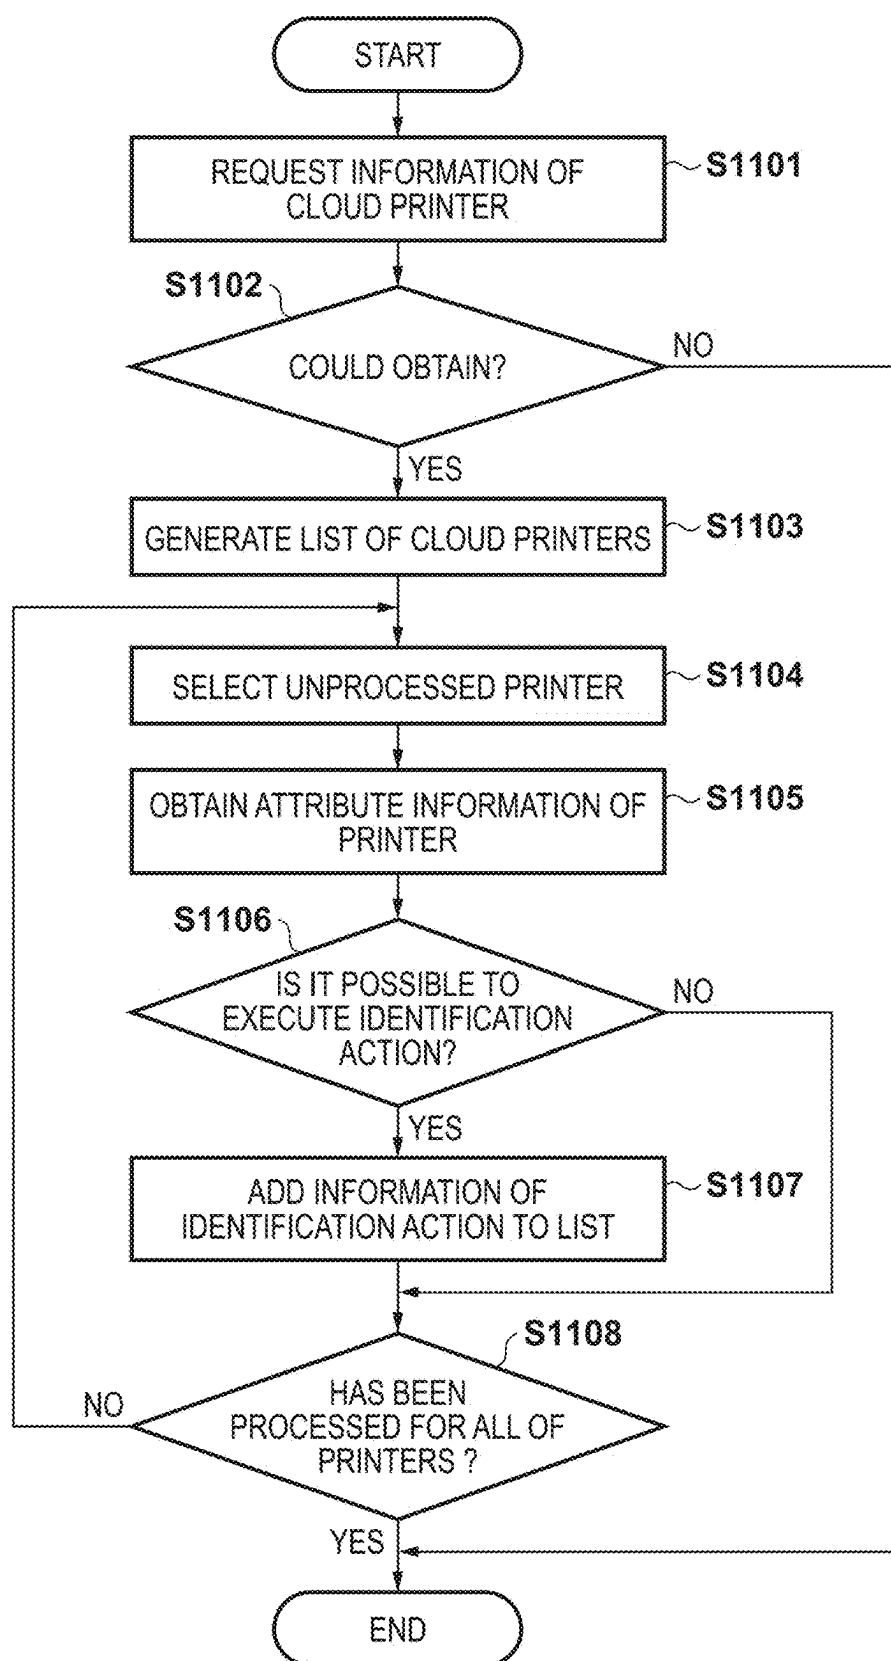 START
REQUEST INFORMATION OF
CLOUD PRINTER
S1101
S1102
COULD OBTAIN?
NO
YES
GENERATE LIST OF CLOUD PRINTERS
S1103
SELECT UNPROCESSED PRINTER
S1104
OBTAIN ATTRIBUTE INFORMATION OF
PRINTER
S1105
S1106
IS IT POSSIBLE TO
EXECUTE IDENTIFICATION
ACTION?
NO
YES
ADD INFORMATION OF
IDENTIFICATION ACTION TO LIST
S1107
S1108
HAS BEEN
PROCESSED FOR ALL OF
PRINTERS ?
NO
YES
END